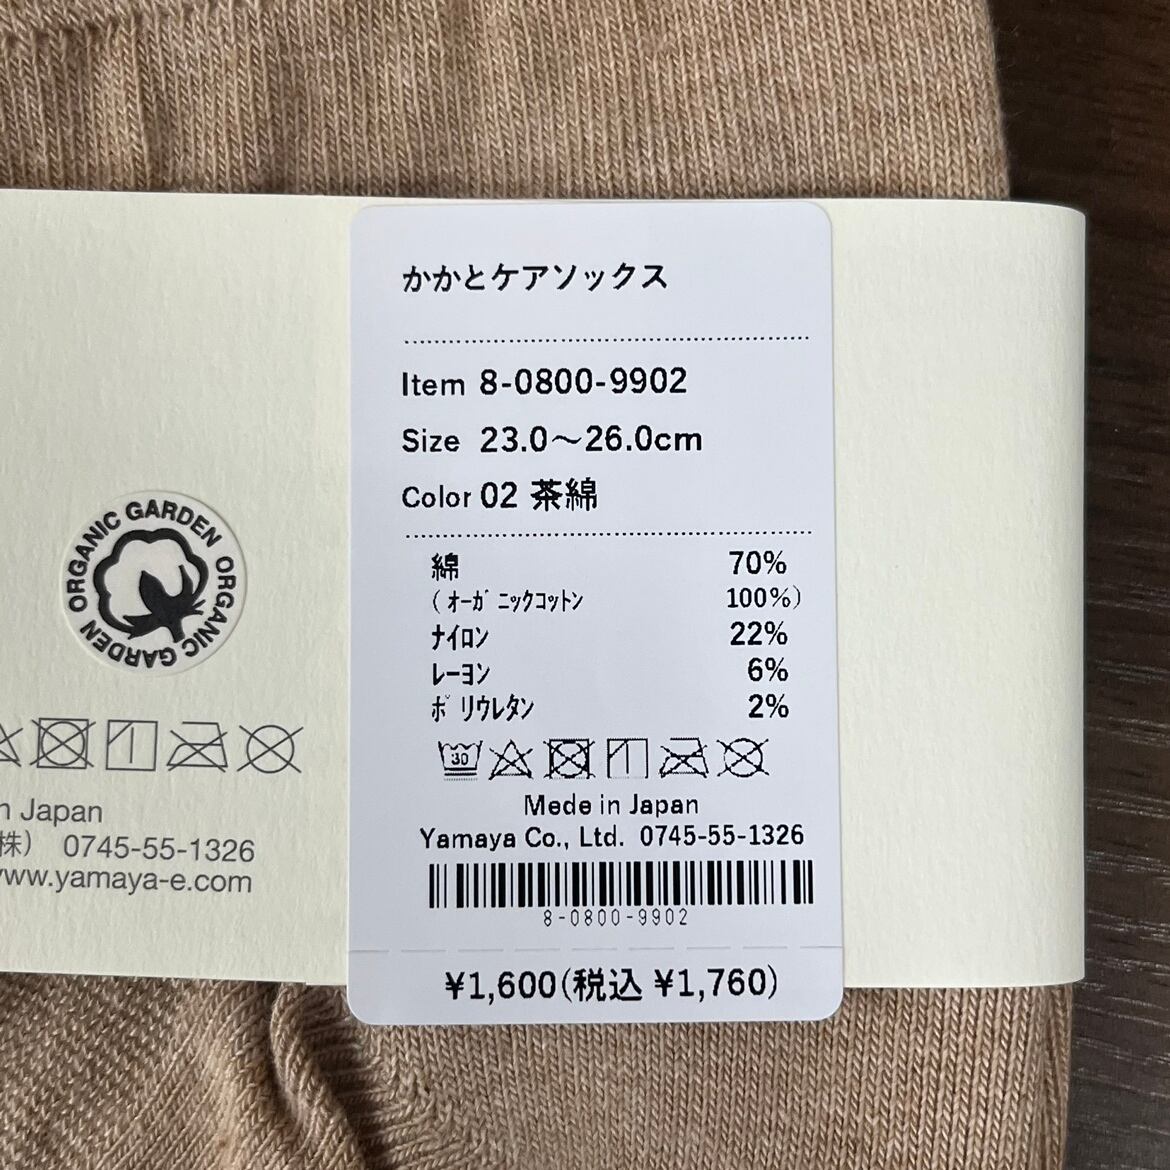 かかとケアソックス
Item 8-0800-9902
Size 23.0～26.0cm
Color 02 茶綿
綿 70%
(ｵｰｶﾞﾆｯｸｺｯﾄﾝ 100%)
ﾅｲﾛﾝ 22%
ﾚｰﾖﾝ 6%
ﾎﾟﾘｳﾚﾀﾝ 2%
30
Mede in Japan
Yamaya Co., Ltd. 0745-55-1326
8-0800-9902
¥1,600(税込 ¥1,760)
ORGANIC GARDEN ORGANIC GARDEN
n Japan
株) 0745-55-1326
www.yamaya-e.com